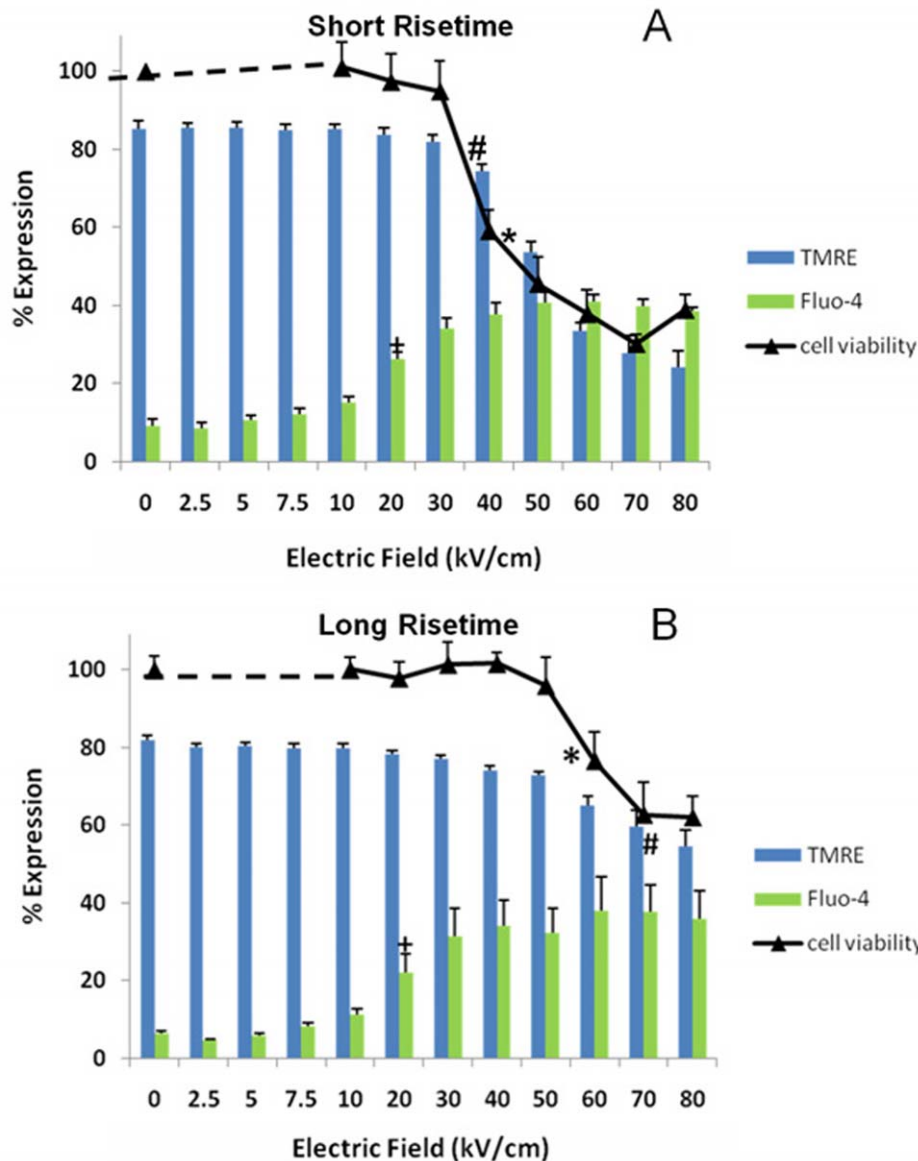 Short Risetime
A
100
80
60
40
20
0
% Expression
#
*
+
0 2.5 5 7.5 10 20 30 40 50 60 70 80
Electric Field (kV/cm)
TMRE
Fluo-4
cell viability
Long Risetime
B
100
80
60
40
20
0
% Expression
*
#
+
0 2.5 5 7.5 10 20 30 40 50 60 70 80
Electric Field (kV/cm)
TMRE
Fluo-4
cell viability